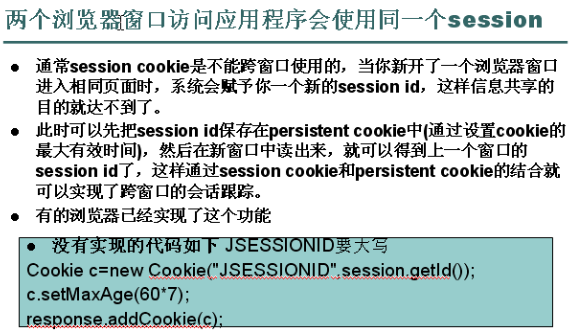 两个浏览器窗口访问应用程序会使用同一个session
● 通常session cookie是不能跨窗口使用的，当你新开了一个浏览器窗口
进入相同页面时，系统会赋予你一个新的session id，这样信息共享的
目的就达不到了。
● 此时可以先把session id保存在persistent cookie中(通过设置cookie的
最大有效时间)，然后在新窗口中读出来，就可以得到上一个窗口的
session id了，这样通过session cookie和persistent cookie的结合就
可以实现了跨窗口的会话跟踪。
● 有的浏览器已经实现了这个功能
● 没有实现的代码如下 JSESSIONID要大写
Cookie c=new Cookie("JSESSIONID".session.getId());
c.setMaxAge(60*7);
response.addCookie(c);